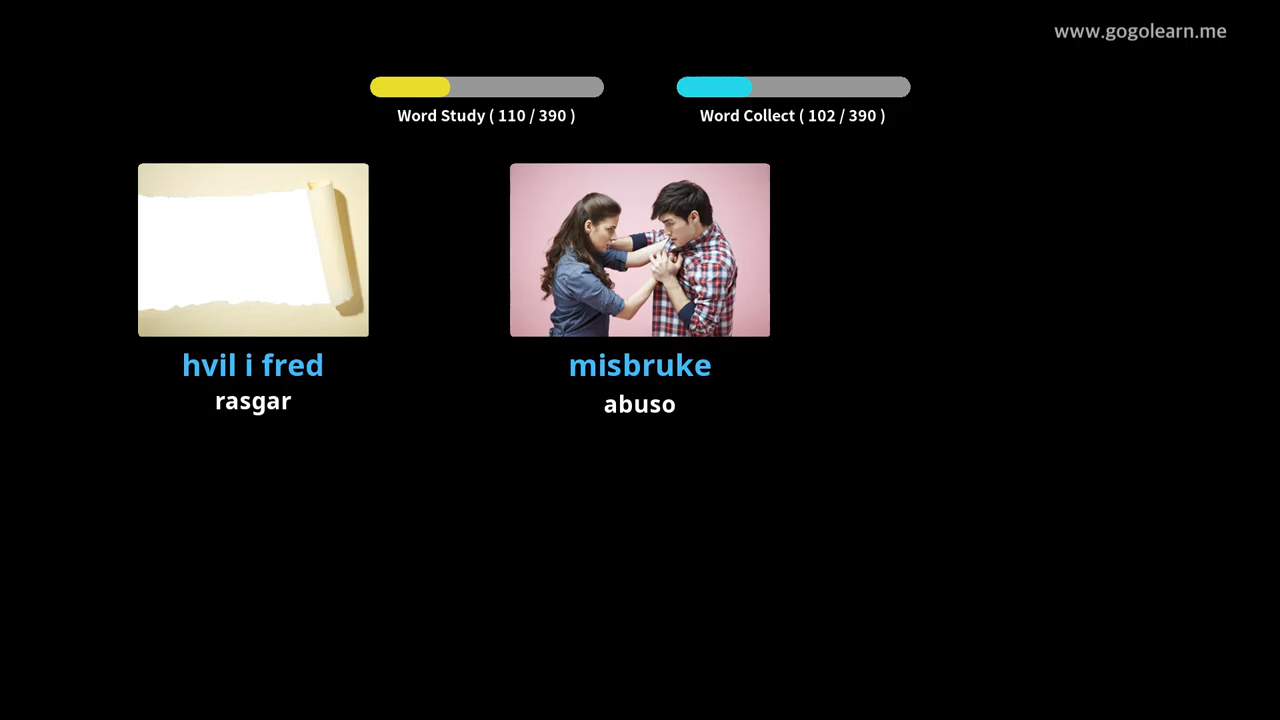 www.gogolearn.me
Word Study ( 110 / 390 )
Word Collect ( 102 / 390 )
hvil i fred
rasgar
misbruke
abuso